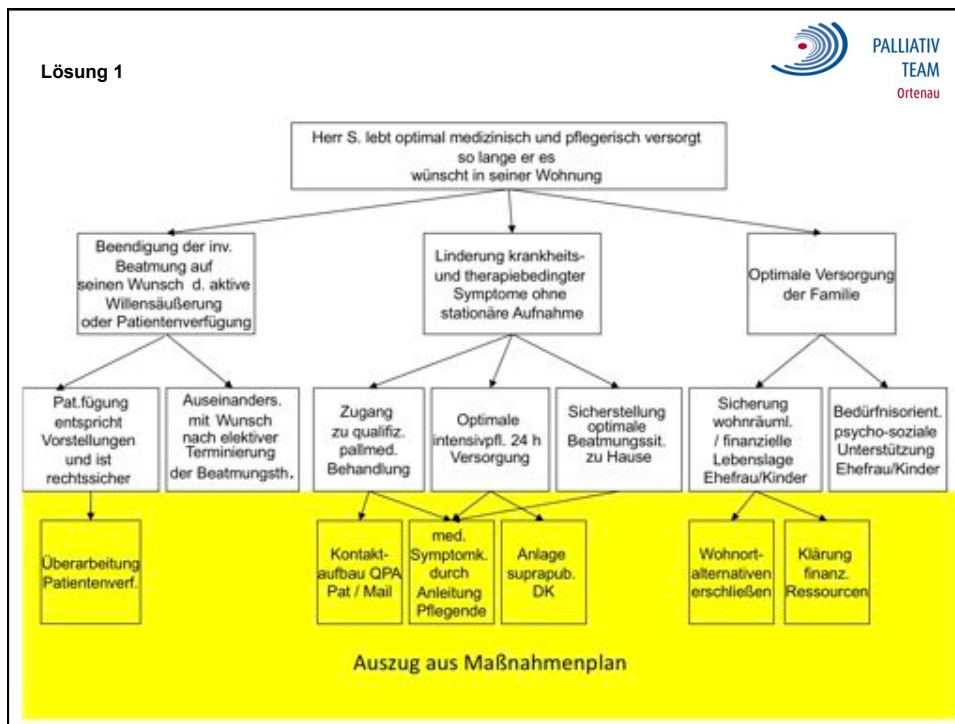 Lösung 1
PALLIATIV
TEAM
Ortenau
Herr S. lebt optimal medizinisch und pflegerisch versorgt
so lange er es
wünscht in seiner Wohnung
Beendigung der inv.
Beatmung auf
seinen Wunsch d. aktive
Willensäußerung
oder Patientenverfügung
Linderung krankheits-
und therapiebedingter
Symptome ohne
stationäre Aufnahme
Optimale Versorgung
der Familie
Pat.fügung
entspricht
Vorstellungen
und ist
rechtssicher
Auseinanders.
mit Wunsch
nach elektiver
Terminierung
der Beatmungsth.
Zugang
zu qualifiz.
pallmed.
Behandlung
Optimale
intensivpfl. 24 h
Versorgung
Sicherstellung
optimale
Beatmungssit.
zu Hause
Sicherung
wohnräuml.
/ finanzielle
Lebenslage
Ehefrau/Kinder
Bedürfnisorient.
psycho-soziale
Unterstützung
Ehefrau/Kinder
Überarbeitung
Patientenverf.
Kontakt-
aufbau QPA
Pat / Mail
med.
Symptomk.
durch
Anleitung
Pflegende
Anlage
suprapub.
DK
Wohnort-
alternativen
erschließen
Klärung
finanz.
Ressourcen
Auszug aus Maßnahmenplan